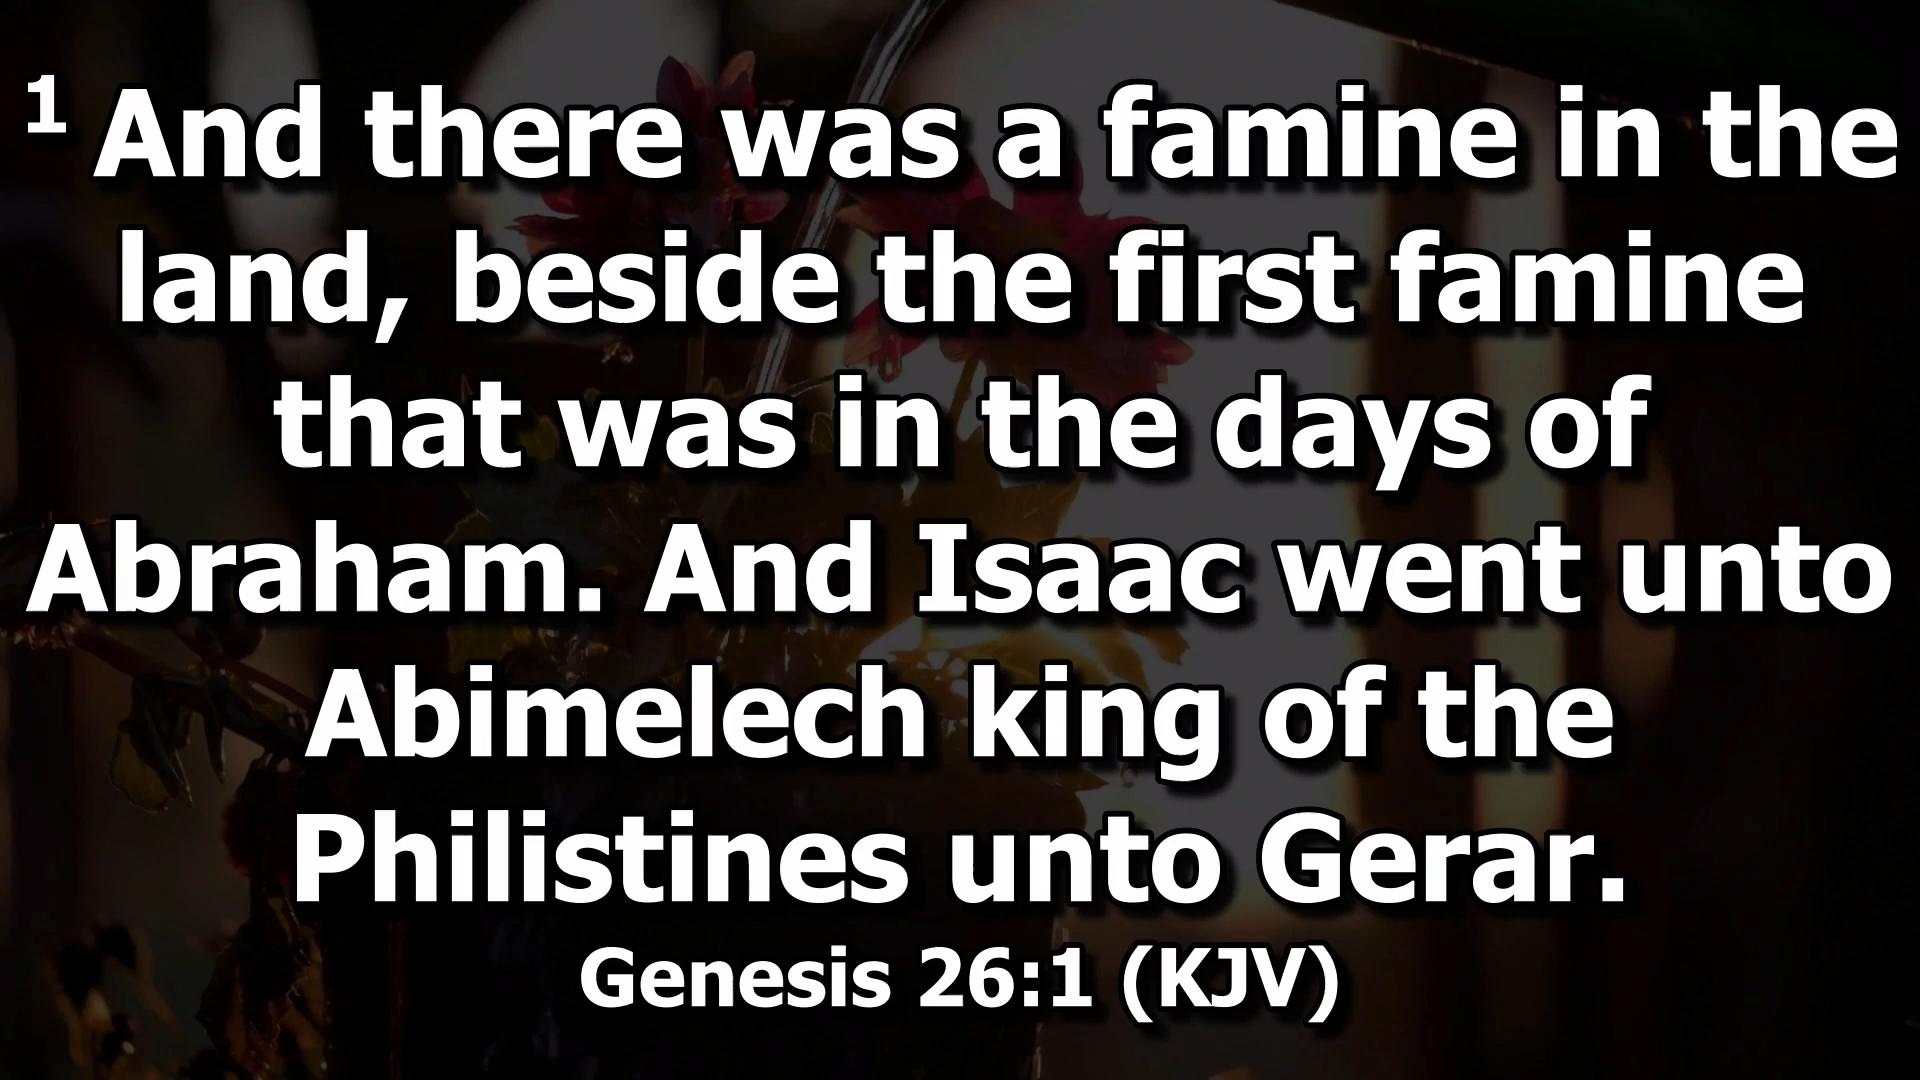 1 And there was a famine in the
land, beside the first famine
that was in the days of
Abraham. And Isaac went unto
Abimelech king of the
Philistines unto Gerar.
Genesis 26:1 (KJV)